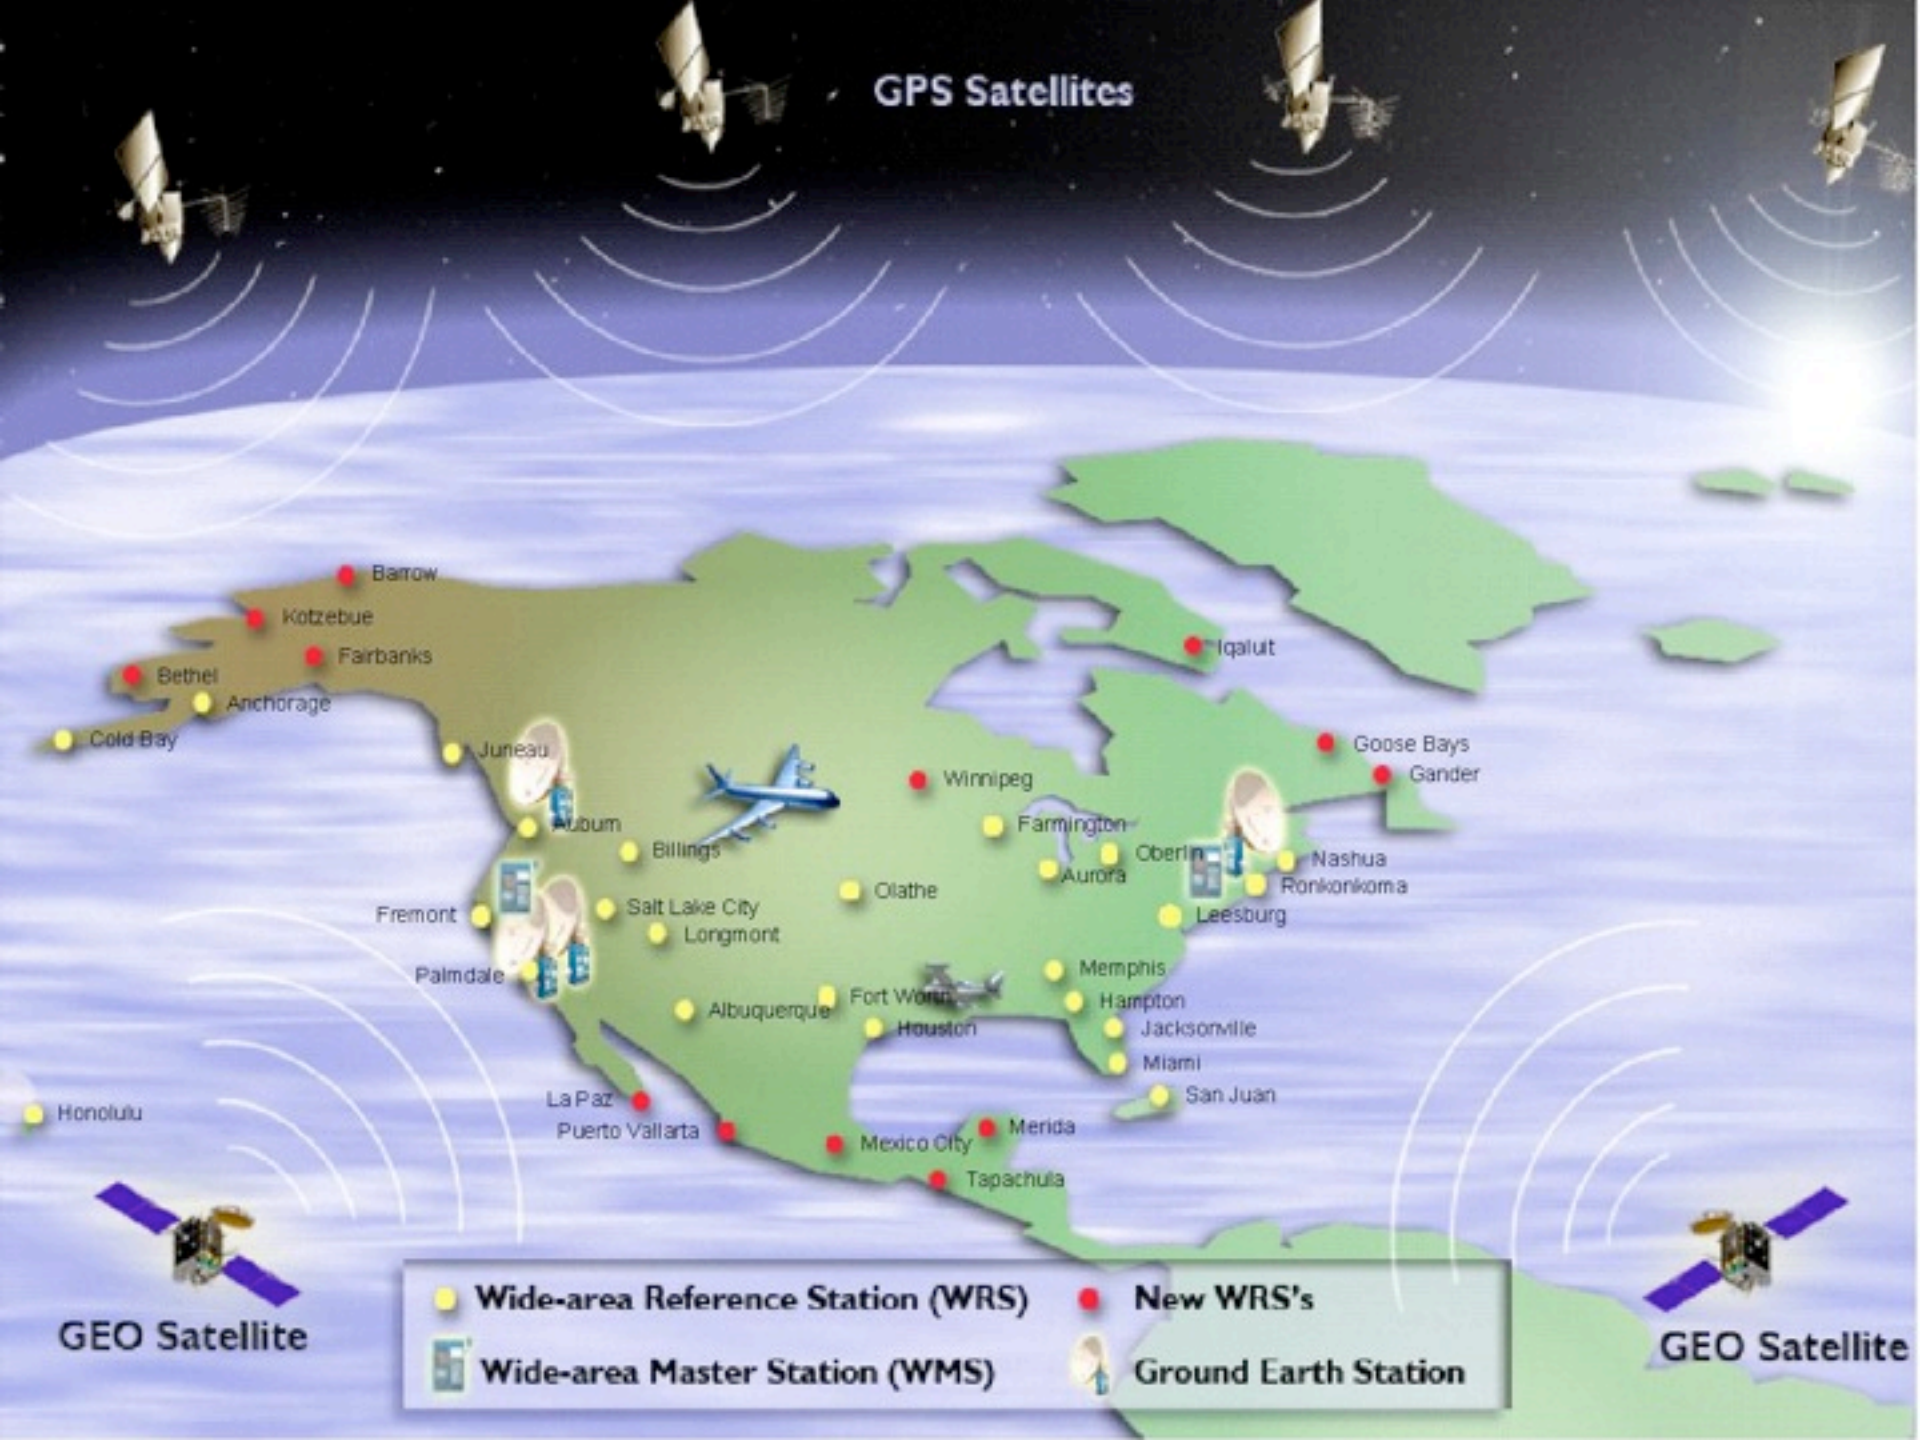 GPS Satellites
Barrow
Kotzebue
Fairbanks
Iqaluit
Bethel
Anchorage
Cold Bay
Juneau
Goose Bays
Gander
Winnipeg
Auburn
Farmington
Billings
Oberlin
Nashua
Aurora
Ronkonkoma
Olathe
Fremont
Salt Lake City
Leesburg
Longmont
Palmdale
Memphis
Fort Worth
Hampton
Albuquerque
Houston
Jacksonville
Miami
San Juan
La Paz
Honolulu
Puerto Vallarta
Merida
Mexico City
Tapachula
Wide-area Reference Station (WRS)
New WRS's
GEO Satellite
GEO Satellite
Wide-area Master Station (WMS)
Ground Earth Station